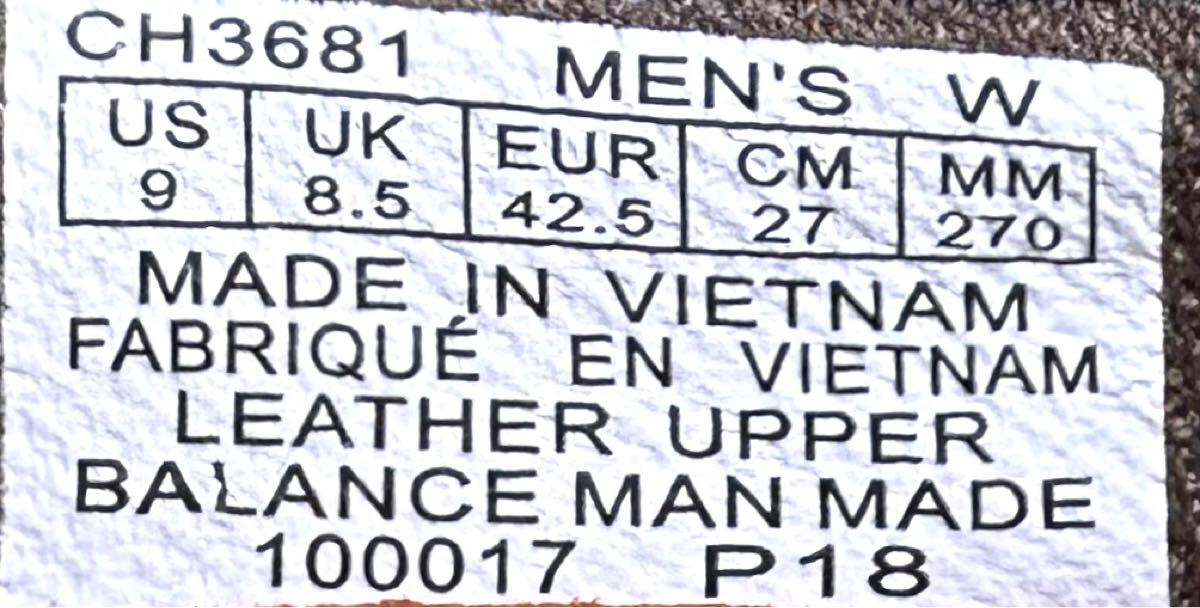 CH3681 MEN'S W
US UK EUR CM MM
9 8.5 42.5 27 270
MADE IN VIETNAM
FABRIQUÉ EN VIETNAM
LEATHER UPPER
BALANCE MAN MADE
100017 P18